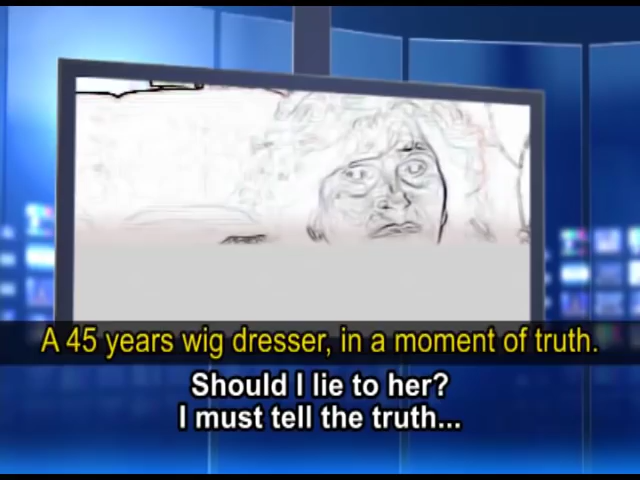 A 45 years wig dresser, in a moment of truth.
Should I lie to her?
I must tell the truth...